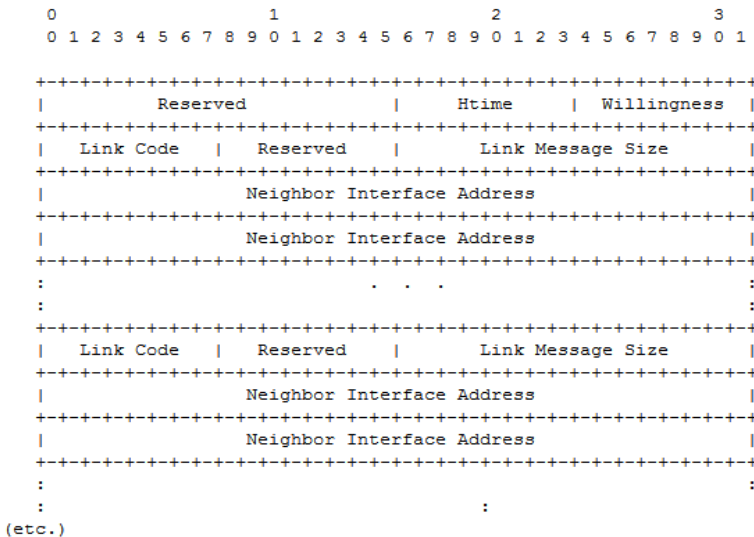 0                   1                   2                   3
    0 1 2 3 4 5 6 7 8 9 0 1 2 3 4 5 6 7 8 9 0 1 2 3 4 5 6 7 8 9 0 1

   +-+-+-+-+-+-+-+-+-+-+-+-+-+-+-+-+-+-+-+-+-+-+-+-+-+-+-+-+-+-+-+-+
   |          Reserved             |     Htime     |  Willingness  |
   +-+-+-+-+-+-+-+-+-+-+-+-+-+-+-+-+-+-+-+-+-+-+-+-+-+-+-+-+-+-+-+-+
   |   Link Code   |   Reserved    |       Link Message Size       |
   +-+-+-+-+-+-+-+-+-+-+-+-+-+-+-+-+-+-+-+-+-+-+-+-+-+-+-+-+-+-+-+-+
   |                  Neighbor Interface Address                   |
   +-+-+-+-+-+-+-+-+-+-+-+-+-+-+-+-+-+-+-+-+-+-+-+-+-+-+-+-+-+-+-+-+
   |                  Neighbor Interface Address                   |
   +-+-+-+-+-+-+-+-+-+-+-+-+-+-+-+-+-+-+-+-+-+-+-+-+-+-+-+-+-+-+-+-+
   :                             .  .  .                           :
   :                                                               :
   +-+-+-+-+-+-+-+-+-+-+-+-+-+-+-+-+-+-+-+-+-+-+-+-+-+-+-+-+-+-+-+-+
   |   Link Code   |   Reserved    |       Link Message Size       |
   +-+-+-+-+-+-+-+-+-+-+-+-+-+-+-+-+-+-+-+-+-+-+-+-+-+-+-+-+-+-+-+-+
   |                  Neighbor Interface Address                   |
   +-+-+-+-+-+-+-+-+-+-+-+-+-+-+-+-+-+-+-+-+-+-+-+-+-+-+-+-+-+-+-+-+
   |                  Neighbor Interface Address                   |
   +-+-+-+-+-+-+-+-+-+-+-+-+-+-+-+-+-+-+-+-+-+-+-+-+-+-+-+-+-+-+-+-+
   :                                                               :
   :                                       :
(etc.)